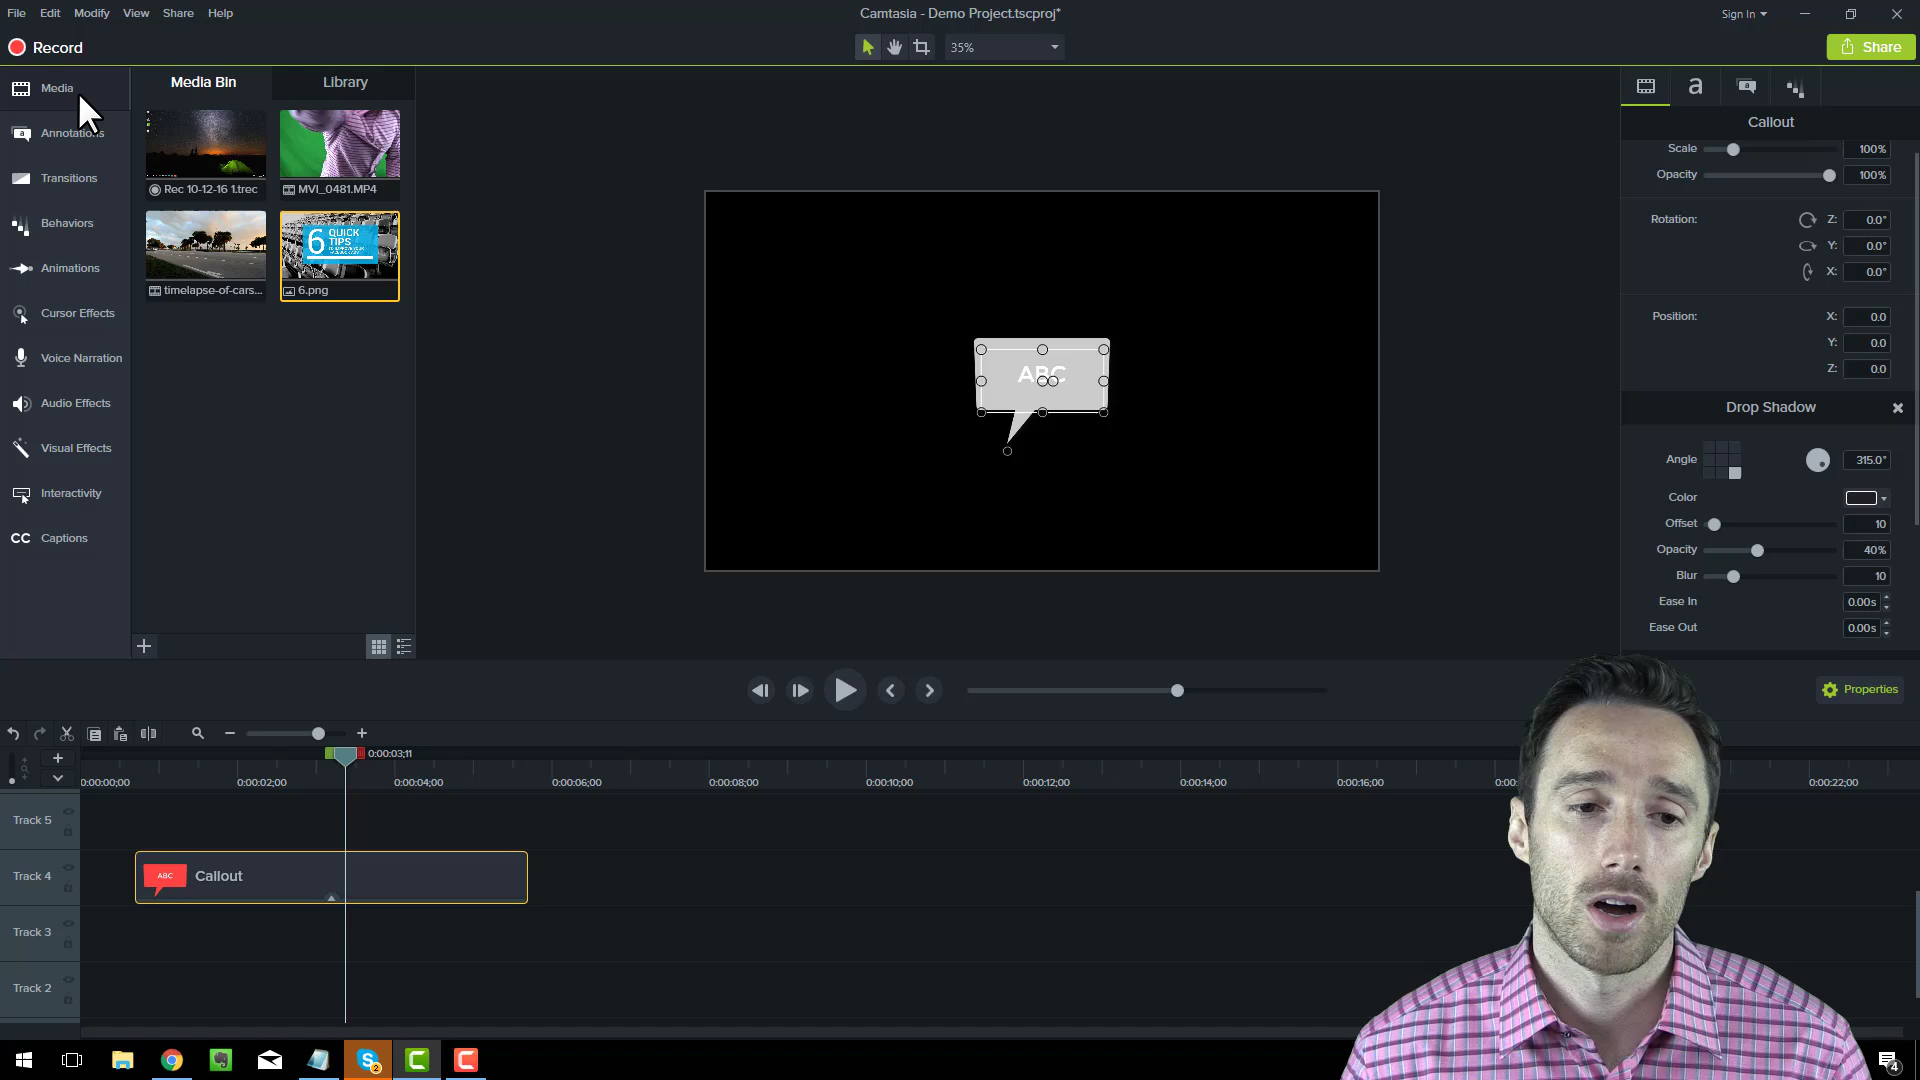 File Edit Modify View Share Help
Camtasia - Demo Project.tscproj*
Sign In
Record
35%
Share
Media
Annotations
Transitions
Behaviors
Animations
Cursor Effects
Voice Narration
Audio Effects
Visual Effects
Interactivity
CC Captions
Media Bin
Library
Rec 10-12-16 1.trec
MVI_0481.MP4
6 QUICK
TIPS
timelapse-of-cars...
6.png
ABC
a
Callout
Scale 100%
Opacity 100%
Rotation: Z: 0.0°
Y: 0.0°
X: 0.0°
Position: X: 0.0
Y: 0.0
Z: 0.0
Drop Shadow
Angle 315.0°
Color
Offset 10
Opacity 40%
Blur 10
Ease In 0.00s
Ease Out 0.00s
Properties
0:00:03;11
0:00:00;00 0:00:02;00 0:00:04;00 0:00:06;00 0:00:08;00 0:00:10;00 0:00:12;00 0:00:14;00 0:00:16;00 0:00:22;00
Track 5
Track 4
ABC Callout
Track 3
Track 2
2
4